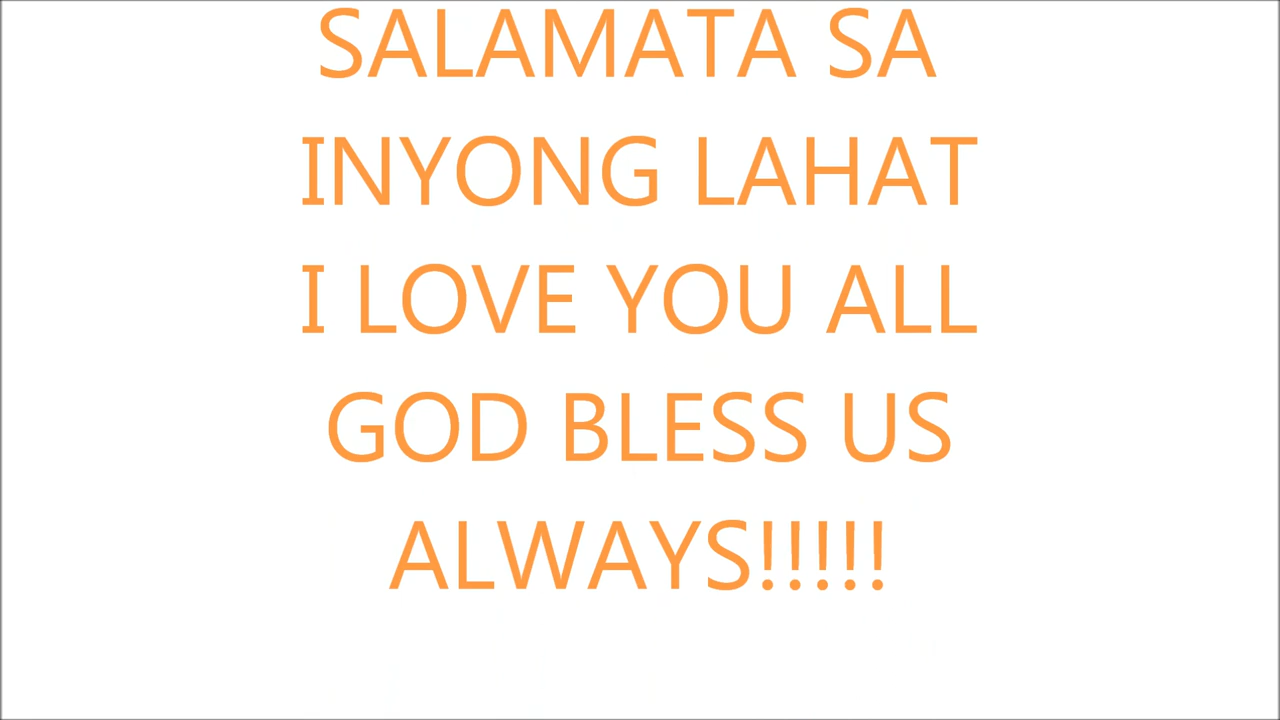 SALAMATA SA
INYONG LAHAT
I LOVE YOU ALL
GOD BLESS US
ALWAYS!!!!!